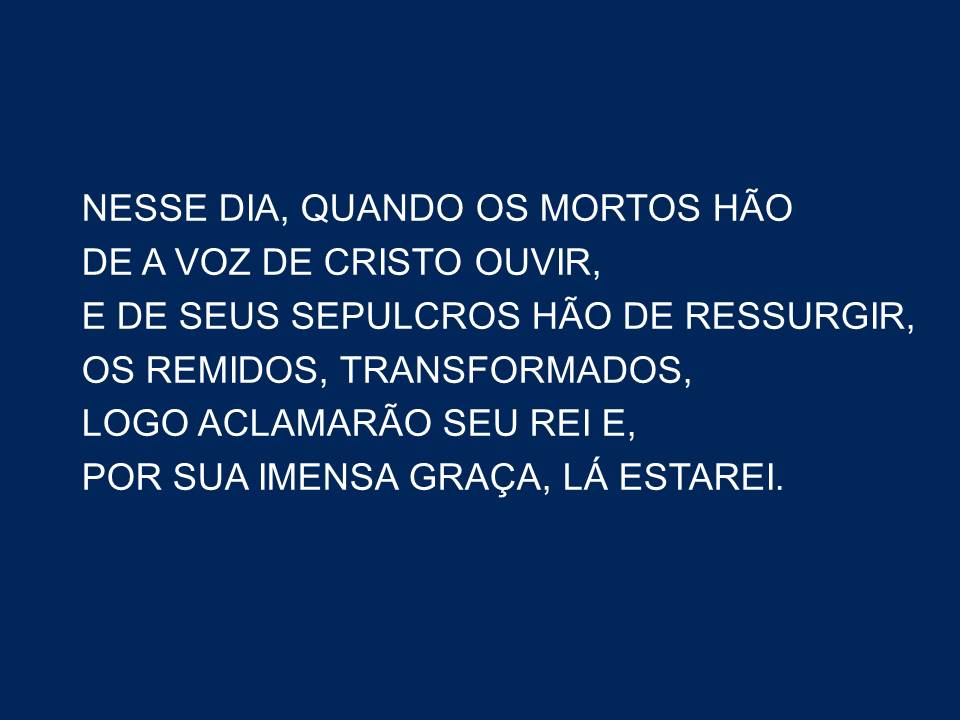 NESSE DIA, QUANDO OS MORTOS HÃO
DE A VOZ DE CRISTO OUVIR,
E DE SEUS SEPULCROS HÃO DE RESSURGIR,
OS REMIDOS, TRANSFORMADOS,
LOGO ACLAMARÃO SEU REI E,
POR SUA IMENSA GRAÇA, LÁ ESTAREI.